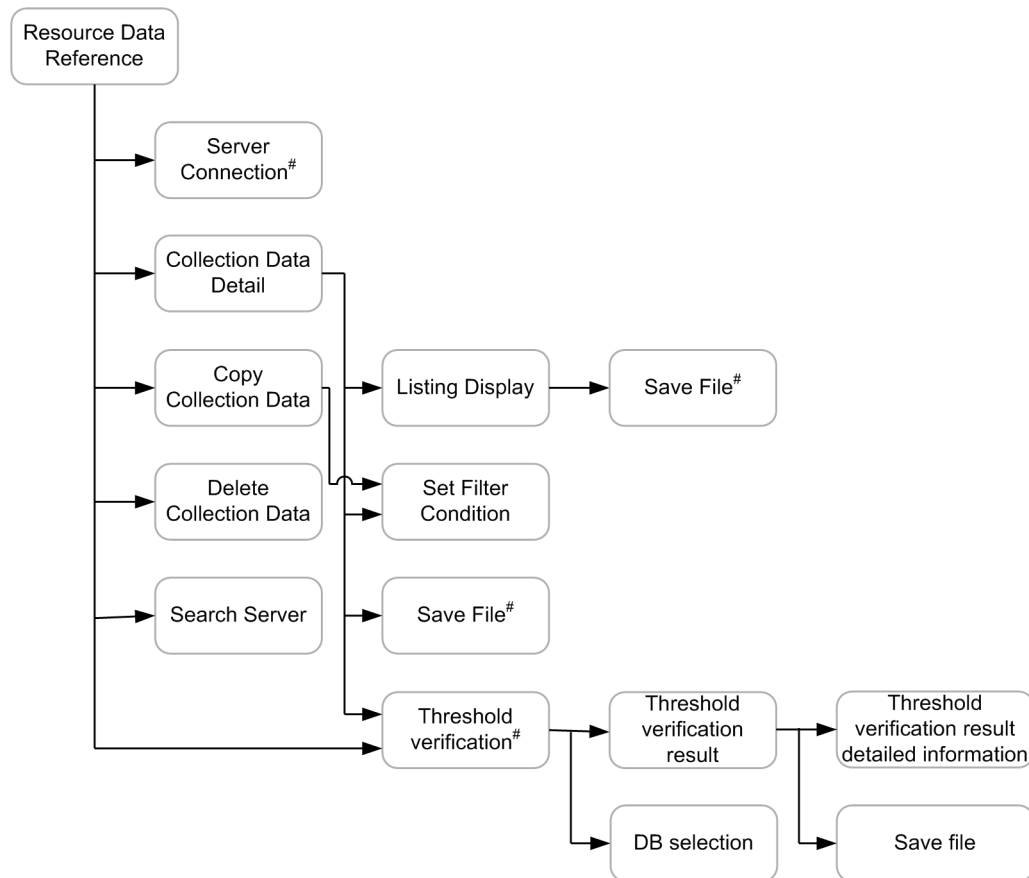 Resource Data
Reference
Server
Connection#
Collection Data
Detail
Copy
Collection Data
Listing Display
Save File#
Delete
Collection Data
Set Filter
Condition
Search Server
Save File#
Threshold
verification#
Threshold
verification
result
Threshold
verification result
detailed information
DB selection
Save file